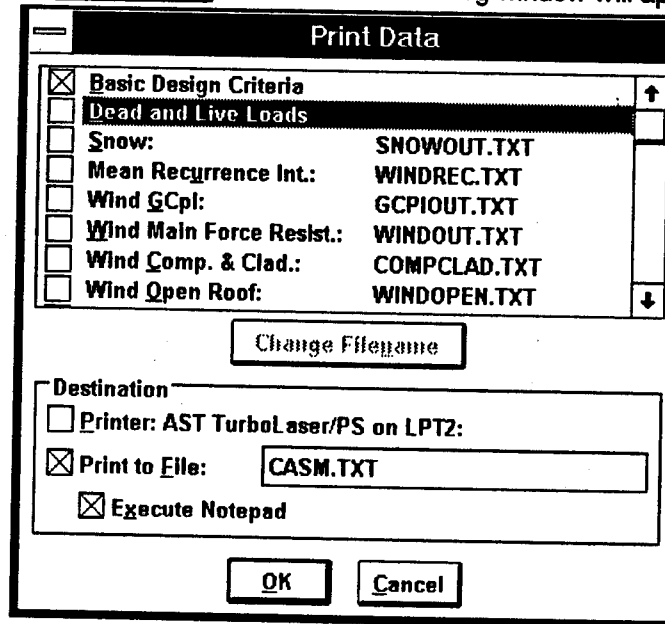 window will
Print Data
Basic Design Criteria
Dead and Live Loads
Snow: SNOWOUT.TXT
Mean Recurrence Int.: WINDREC.TXT
Wind GCpI: GCPIOUT.TXT
Wind Main Force Resist.: WINDOUT.TXT
Wind Comp. & Clad.: COMPCLAD.TXT
Wind Open Roof: WINDOPEN.TXT
Change Filename
Destination
Printer: AST TurboLaser/PS on LPT2:
Print to File: CASM.TXT
Execute Notepad
OK Cancel